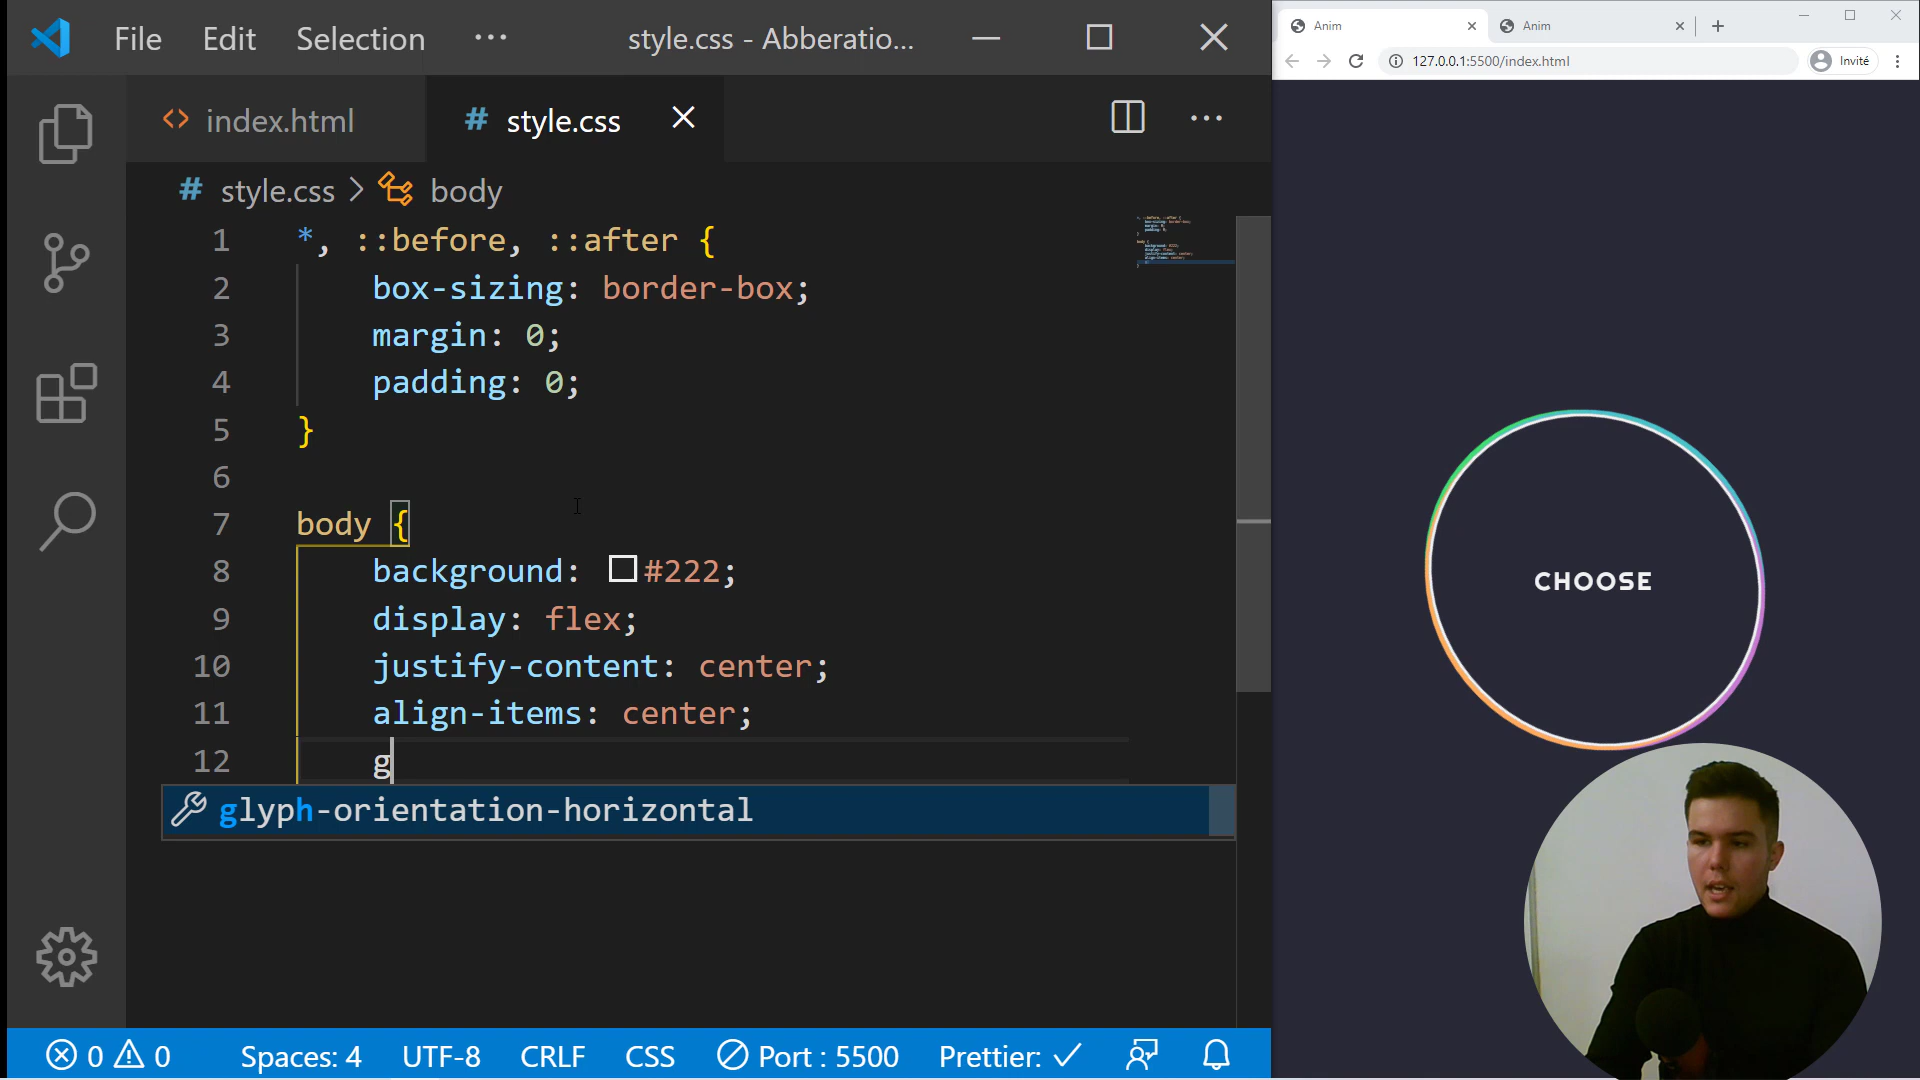 File Edit Selection ··· style.css - Abberatio...
index.html
# style.css
# style.css > body
1 *, ::before, ::after {
2 box-sizing: border-box;
3 margin: 0;
4 padding: 0;
5 }
6
7 body {
8 background: #222;
9 display: flex;
10 justify-content: center;
11 align-items: center;
12 g
glyph-orientation-horizontal
0 0 Spaces: 4 UTF-8 CRLF CSS Port : 5500 Prettier: ✓
Anim
Anim
127.0.0.1:5500/index.html
Invité
CHOOSE